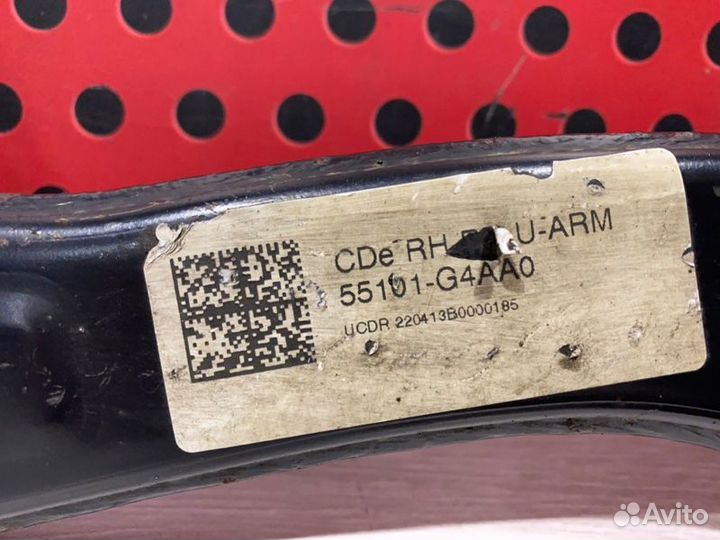 CDe RH U-ARM
55101-G4AA0
UCDR 220413B0000185
Avito